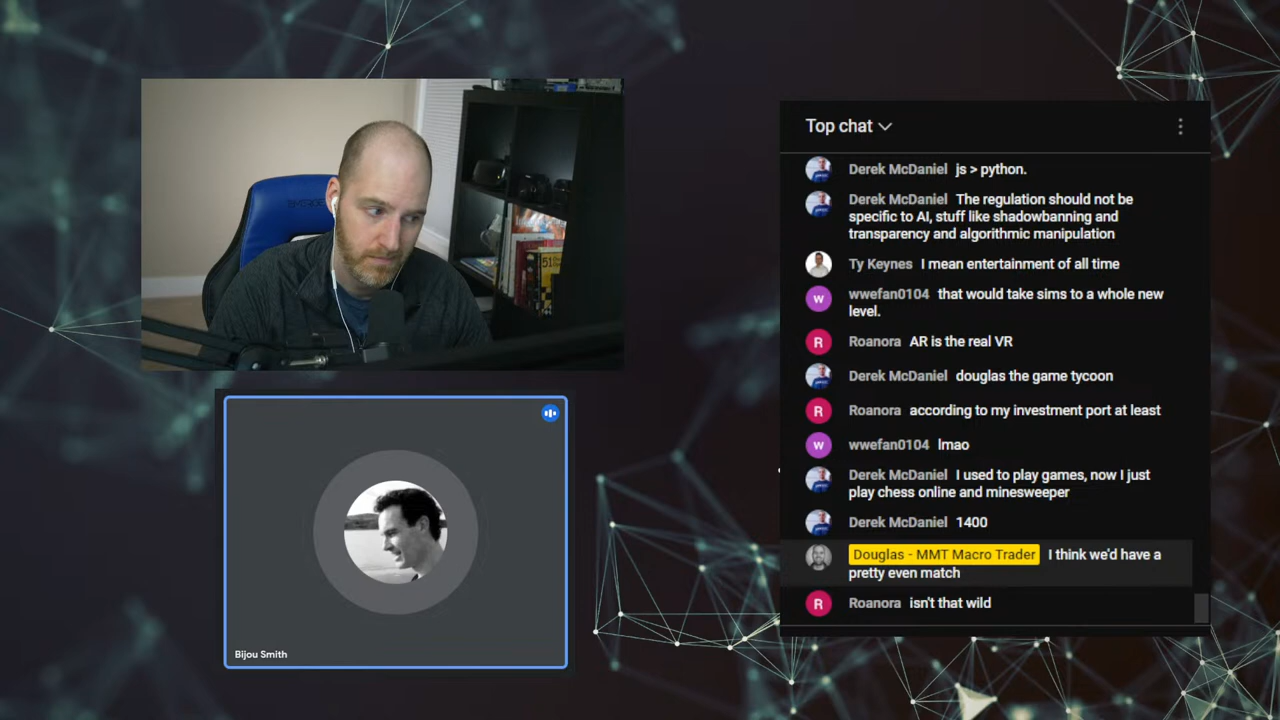 Top chat
Derek McDaniel js > python.
Derek McDaniel The regulation should not be
specific to AI, stuff like shadowbanning and
transparency and algorithmic manipulation
Ty Keynes I mean entertainment of all time
w wwefan0104 that would take sims to a whole new
level.
R Roanora AR is the real VR
Derek McDaniel douglas the game tycoon
R Roanora according to my investment port at least
w wwefan0104 lmao
Derek McDaniel I used to play games, now I just
play chess online and minesweeper
Derek McDaniel 1400
Douglas - MMT Macro Trader I think we'd have a
pretty even match
R Roanora isn't that wild
Bijou Smith
51